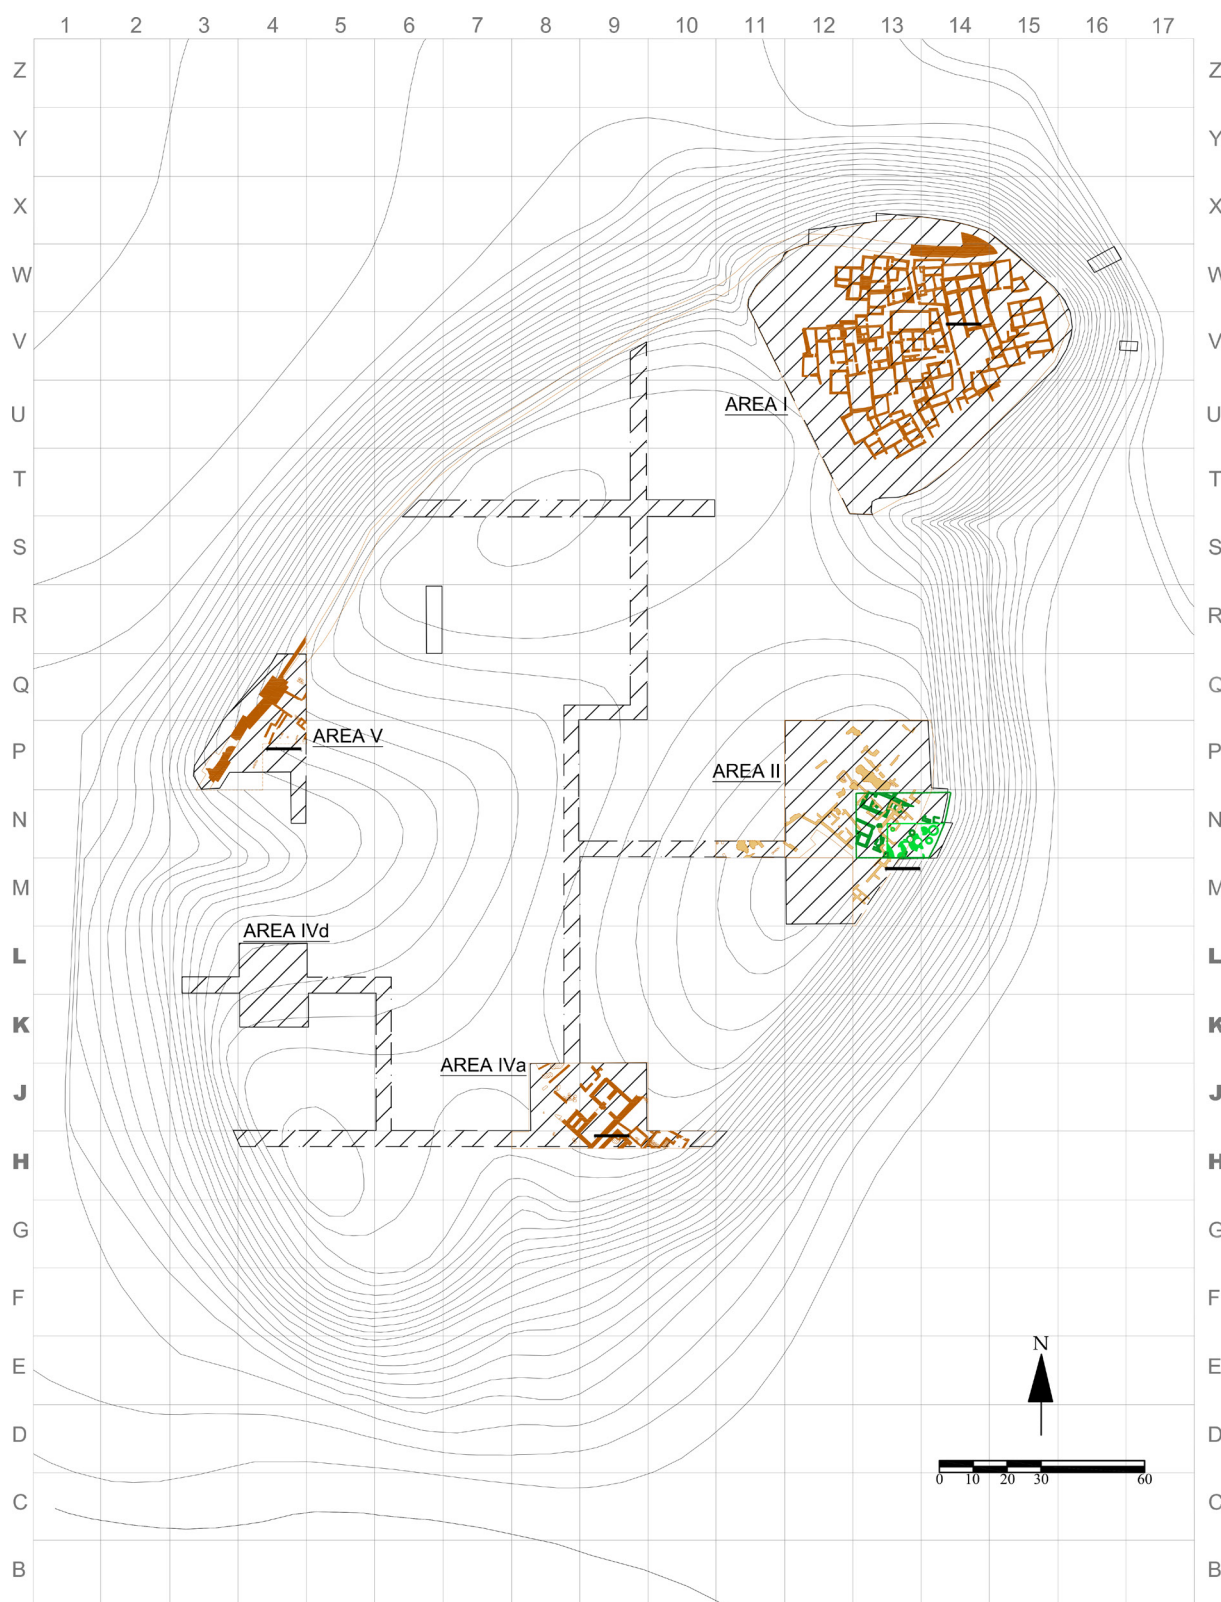 1 2 3 4 5 6 7 8 9 10 11 12 13 14 15 16 17
Z Z
Y Y
X X
W W
V V
AREA I
U U
T T
S S
R R
Q Q
AREA V
P P
AREA II
N N
M M
AREA IVd
L L
K K
AREA IVa
J J
H H
G G
F F
N
E E
D D
0 10 20 30 60
C C
B B